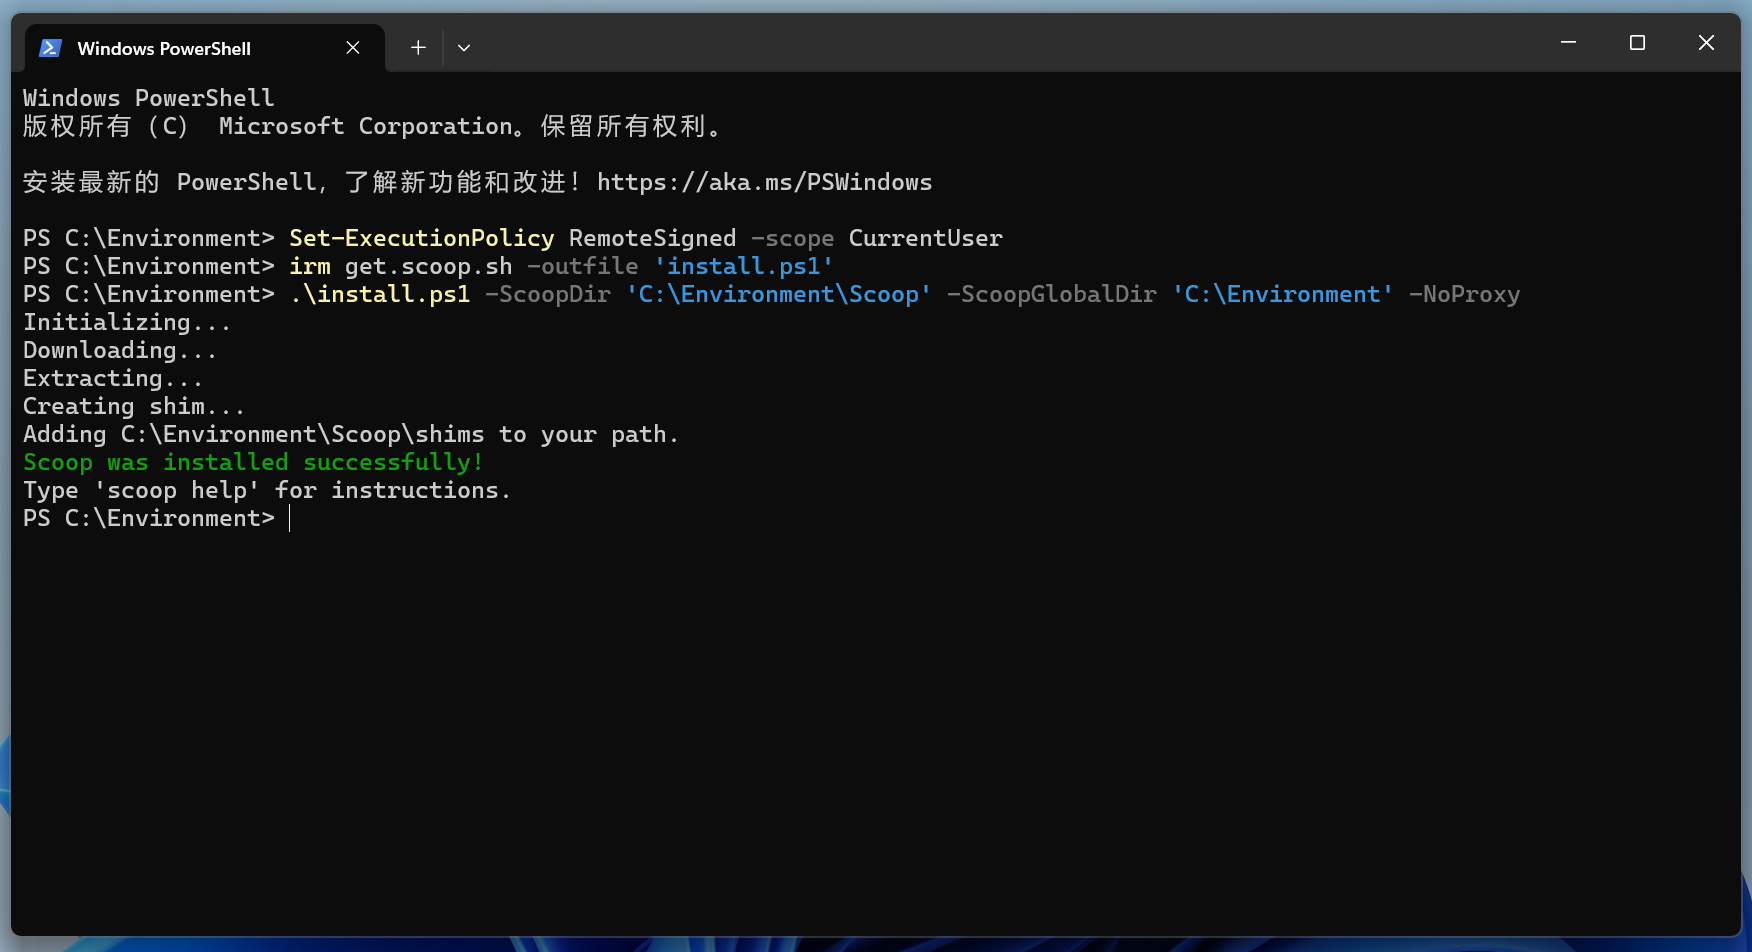 Windows PowerShell
Windows PowerShell
版权所有（C） Microsoft Corporation。保留所有权利。
安装最新的 PowerShell，了解新功能和改进！https://aka.ms/PSWindows
PS C:\Environment> Set-ExecutionPolicy RemoteSigned -scope CurrentUser
PS C:\Environment> irm get.scoop.sh -outfile 'install.ps1'
PS C:\Environment> .\install.ps1 -ScoopDir 'C:\Environment\Scoop' -ScoopGlobalDir 'C:\Environment' -NoProxy
Initializing...
Downloading...
Extracting...
Creating shim...
Adding C:\Environment\Scoop\shims to your path.
Scoop was installed successfully!
Type 'scoop help' for instructions.
PS C:\Environment>